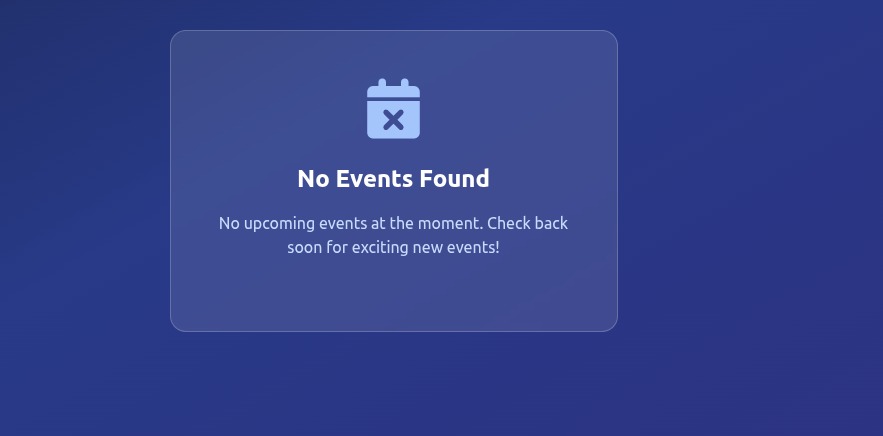 No Events Found
No upcoming events at the moment. Check back
soon for exciting new events!